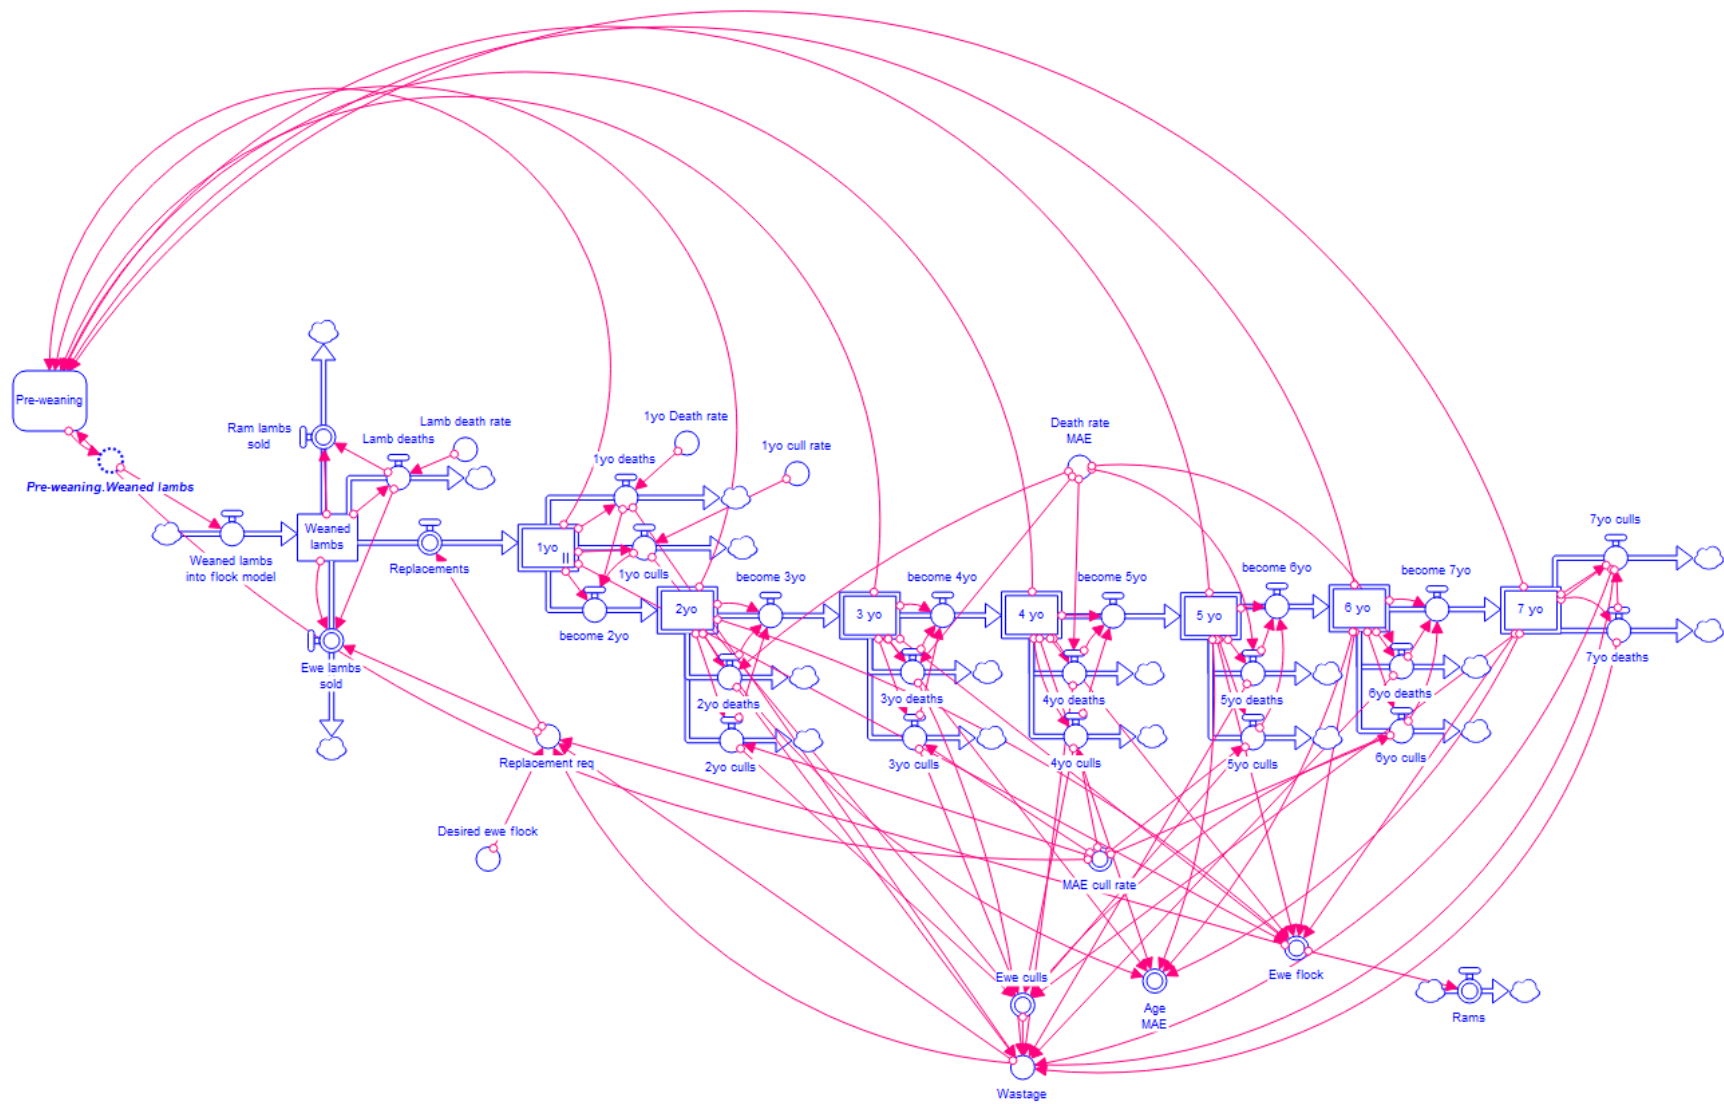 Pre-weaning
Pre-weaning.Weaned lambs
Ram lambs
sold
Lamb deaths
Lamb death rate
Weaned lambs
into flock model
Weaned
lambs
Replacements
Ewe lambs
sold
1yo Death rate
1yo deaths
1yo cull rate
1yo
1yo culls
become 2yo
2yo
become 3yo
2yo deaths
2yo culls
3 yo
become 4yo
3yo deaths
3yo culls
Death rate
MAE
4 yo
become 5yo
4yo deaths
4yo culls
5 yo
become 6yo
5yo deaths
5yo culls
6 yo
become 7yo
6yo deaths
6yo culls
7 yo
7yo culls
7yo deaths
Replacement req
Desired ewe flock
MAE cull rate
Ewe flock
Ewe culls
Age
MAE
Rams
Wastage